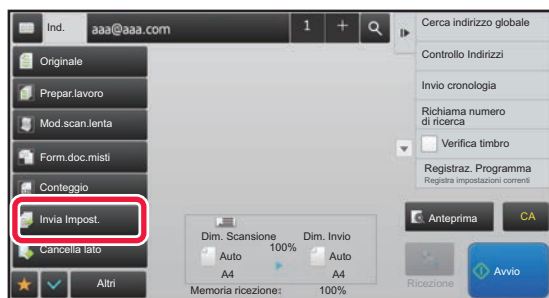 Ind.
aaa@aaa.com
1
+
Originale
Prepar.lavoro
Mod.scan.lenta
Form.doc.misti
Conteggio
Invia Impost.
Cancella lato
Altri
Dim. Scansione
100%
Dim. Invio
Auto
A4
Auto
A4
Memoria ricezione:
100%
Cerca indirizzo globale
Controllo Indirizzi
Invio cronologia
Richiama numero
di ricerca
Verifica timbro
Registraz. Programma
Registra impostazioni correnti
Anteprima
CA
Ricezione
Avvio